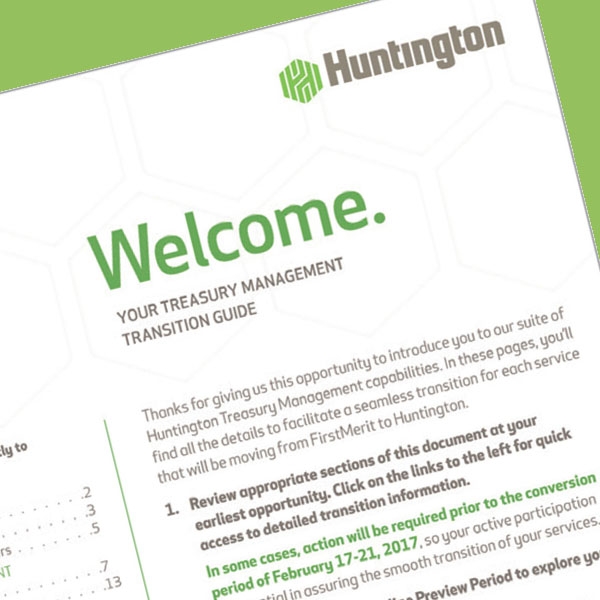 Huntington
Welcome.
YOUR TREASURY MANAGEMENT
TRANSITION GUIDE
Thanks for giving us this opportunity to introduce you to our suite of
Huntington Treasury Management capabilities. In these pages, you'll
find all the details to facilitate a seamless transition for each service
that will be moving from FirstMerit to Huntington.
1. Review appropriate sections of this document at your
earliest opportunity. Click on the links to the left for quick
access to detailed transition information.
In some cases, action will be required prior to the conversion
period of February 17-21, 2017, so your active participation
in assuring the smooth transition of your services.
Preview Period to explore
to
. . . . . . . .2
. . . . . . . .3
. . . . . . .5
. . . . . . .7
. . . . . . .13